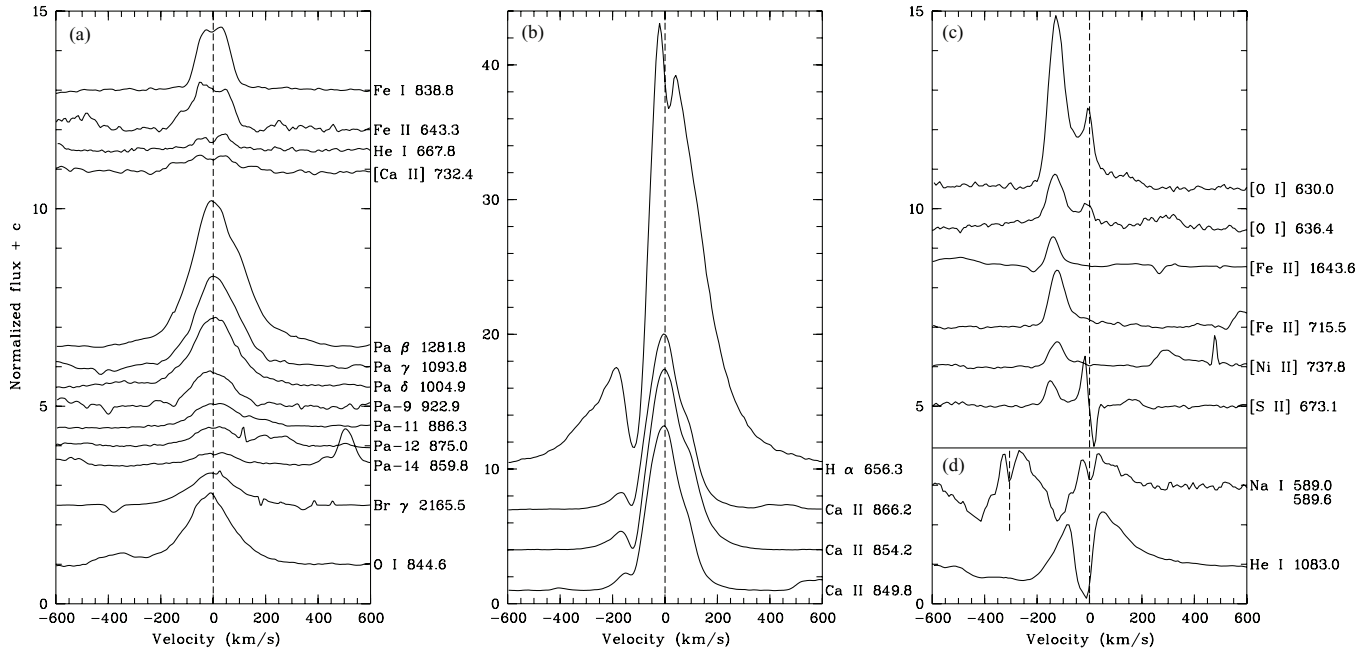 15
10
5
0
Normalized flux + c
(a)
Fe I 838.8
Fe II 643.3
He I 667.8
[Ca II] 732.4
Pa β 1281.8
Pa γ 1093.8
Pa δ 1004.9
Pa-9 922.9
Pa-11 886.3
Pa-12 875.0
Pa-14 859.8
Br γ 2165.5
O I 844.6
−600 −400 −200 0 200 400 600
Velocity (km/s)
(b)
40
30
20
10
0
H α 656.3
Ca II 866.2
Ca II 854.2
Ca II 849.8
−600 −400 −200 0 200 400 600
Velocity (km/s)
(c)
15
10
5
0
[O I] 630.0
[O I] 636.4
[Fe II] 1643.6
[Fe II] 715.5
[Ni II] 737.8
[S II] 673.1
(d)
Na I 589.0
589.6
He I 1083.0
−600 −400 −200 0 200 400 600
Velocity (km/s)